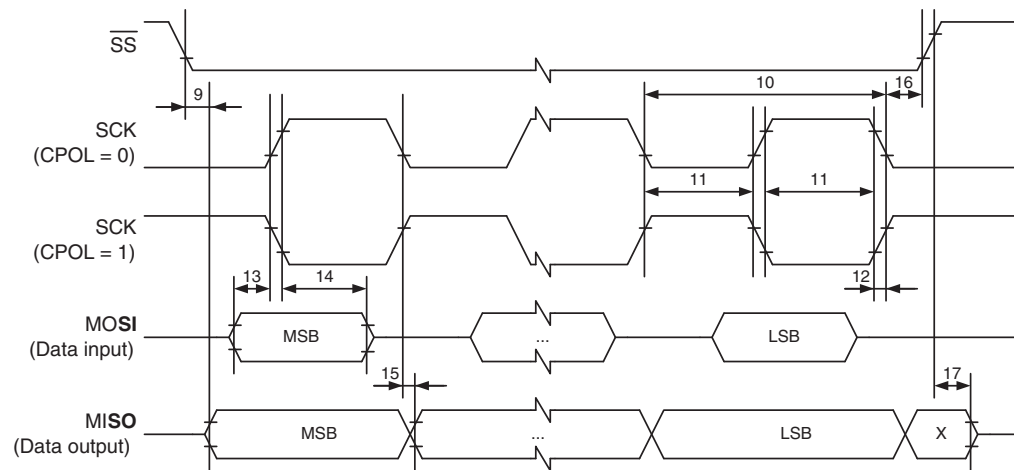 SS
10
9
16
SCK
(CPOL = 0)
11 11
SCK
(CPOL = 1)
13 14
12
MOSI
(Data input)
MSB ... LSB
15
17
MISO
(Data output)
MSB ... LSB X